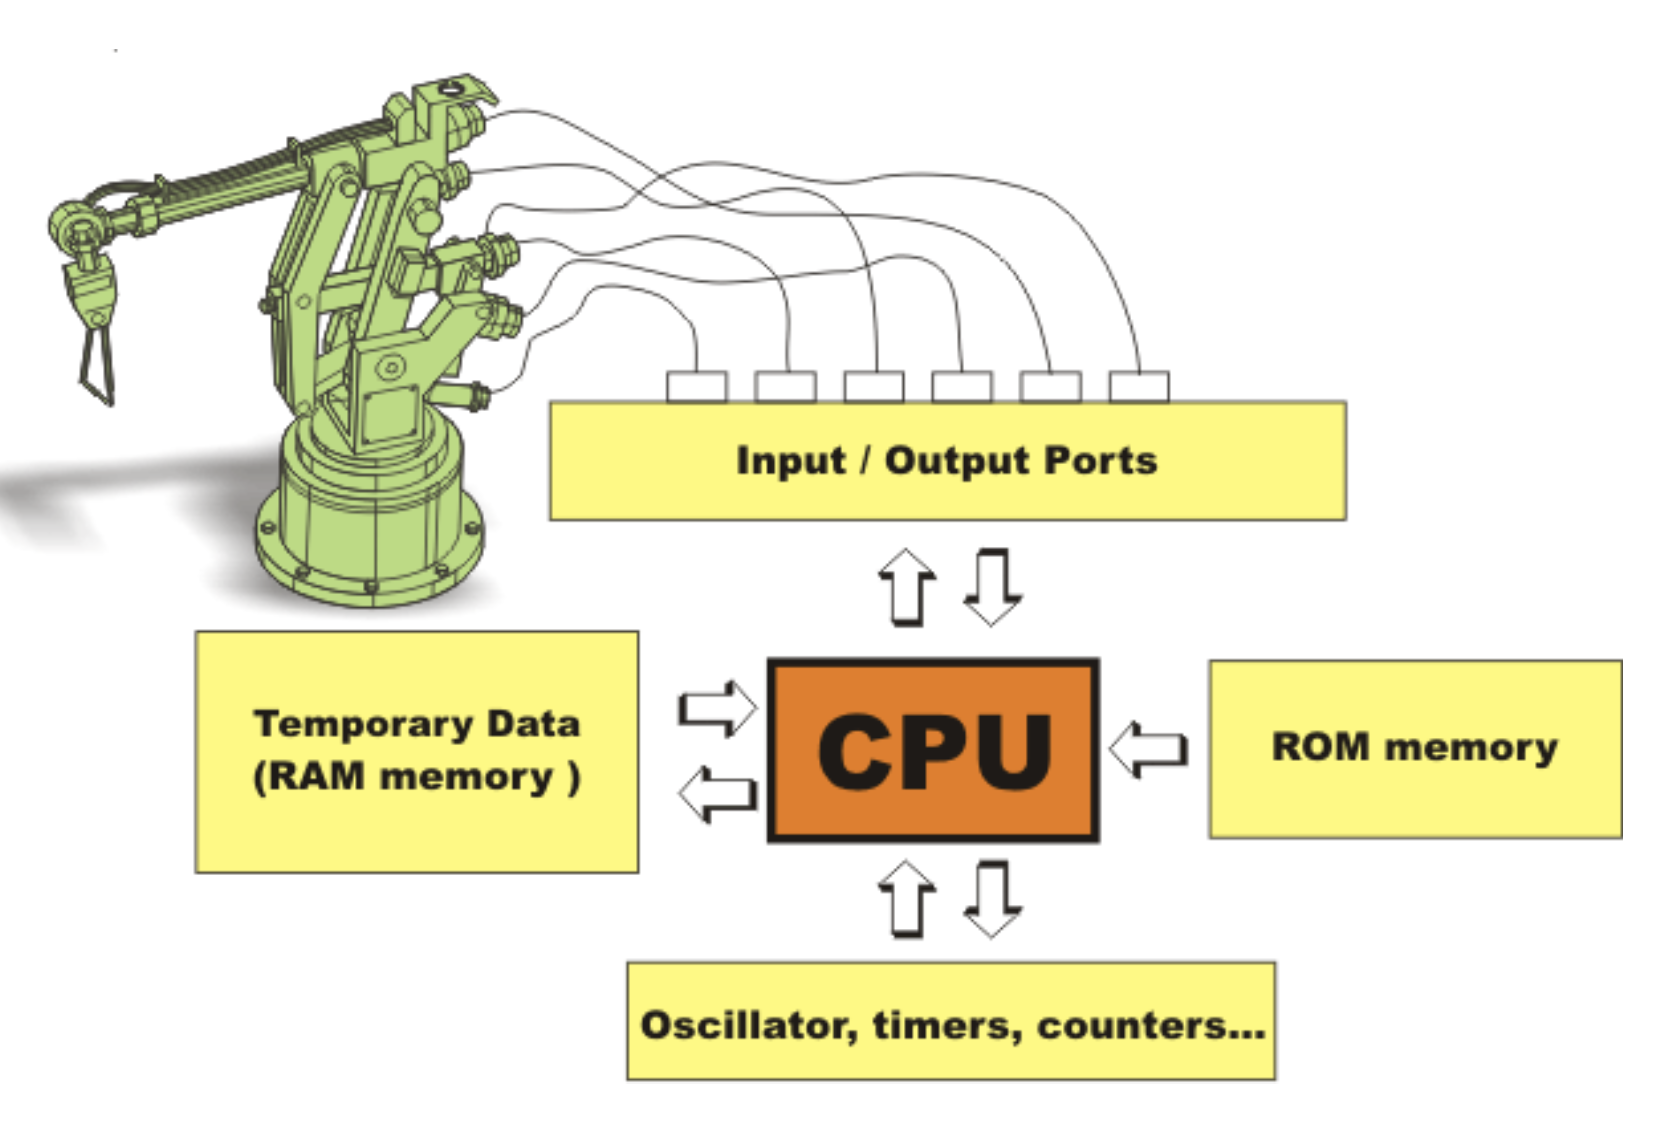 Input / Output Ports
Temporary Data
(RAM memory )
CPU
ROM memory
Oscillator, timers, counters...